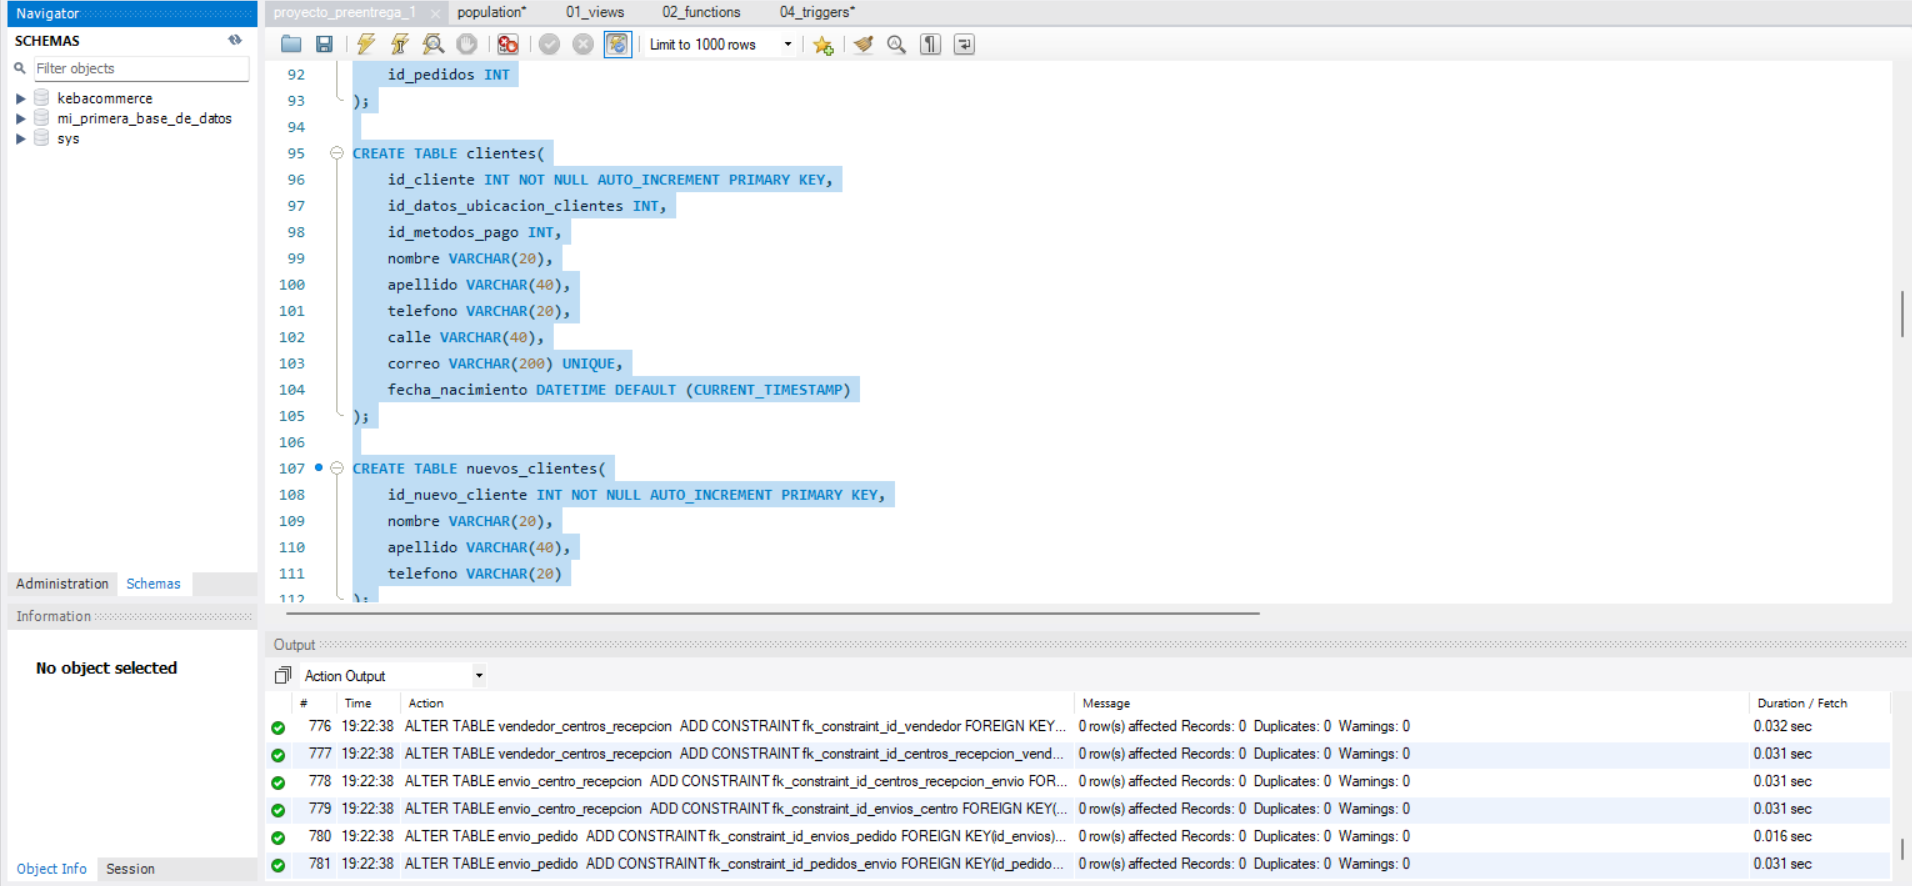 Navigator
SCHEMAS
Filter objects
kebacommerce
mi_primera_base_de_datos
sys
Administration Schemas
Information
No object selected
Object Info Session
proyecto_preentrega_1 population* 01_views 02_functions 04_triggers*
Limit to 1000 rows
92 id_pedidos INT
93 );
94
95 CREATE TABLE clientes(
96 id_cliente INT NOT NULL AUTO_INCREMENT PRIMARY KEY,
97 id_datos_ubicacion_clientes INT,
98 id_metodos_pago INT,
99 nombre VARCHAR(20),
100 apellido VARCHAR(40),
101 telefono VARCHAR(20),
102 calle VARCHAR(40),
103 correo VARCHAR(200) UNIQUE,
104 fecha_nacimiento DATETIME DEFAULT (CURRENT_TIMESTAMP)
105 );
106
107 CREATE TABLE nuevos_clientes(
108 id_nuevo_cliente INT NOT NULL AUTO_INCREMENT PRIMARY KEY,
109 nombre VARCHAR(20),
110 apellido VARCHAR(40),
111 telefono VARCHAR(20)
112 );
Output
Action Output
# Time Action Message Duration / Fetch
776 19:22:38 ALTER TABLE vendedor_centros_recepcion ADD CONSTRAINT fk_constraint_id_vendedor FOREIGN KEY... 0 row(s) affected Records: 0 Duplicates: 0 Warnings: 0 0.032 sec
777 19:22:38 ALTER TABLE vendedor_centros_recepcion ADD CONSTRAINT fk_constraint_id_centros_recepcion_vend... 0 row(s) affected Records: 0 Duplicates: 0 Warnings: 0 0.031 sec
778 19:22:38 ALTER TABLE envio_centro_recepcion ADD CONSTRAINT fk_constraint_id_centros_recepcion_envio FOR... 0 row(s) affected Records: 0 Duplicates: 0 Warnings: 0 0.031 sec
779 19:22:38 ALTER TABLE envio_centro_recepcion ADD CONSTRAINT fk_constraint_id_envios_centro FOREIGN KEY(... 0 row(s) affected Records: 0 Duplicates: 0 Warnings: 0 0.031 sec
780 19:22:38 ALTER TABLE envio_pedido ADD CONSTRAINT fk_constraint_id_envios_pedido FOREIGN KEY(id_envios)... 0 row(s) affected Records: 0 Duplicates: 0 Warnings: 0 0.016 sec
781 19:22:38 ALTER TABLE envio_pedido ADD CONSTRAINT fk_constraint_id_pedidos_envio FOREIGN KEY(id_pedido... 0 row(s) affected Records: 0 Duplicates: 0 Warnings: 0 0.031 sec